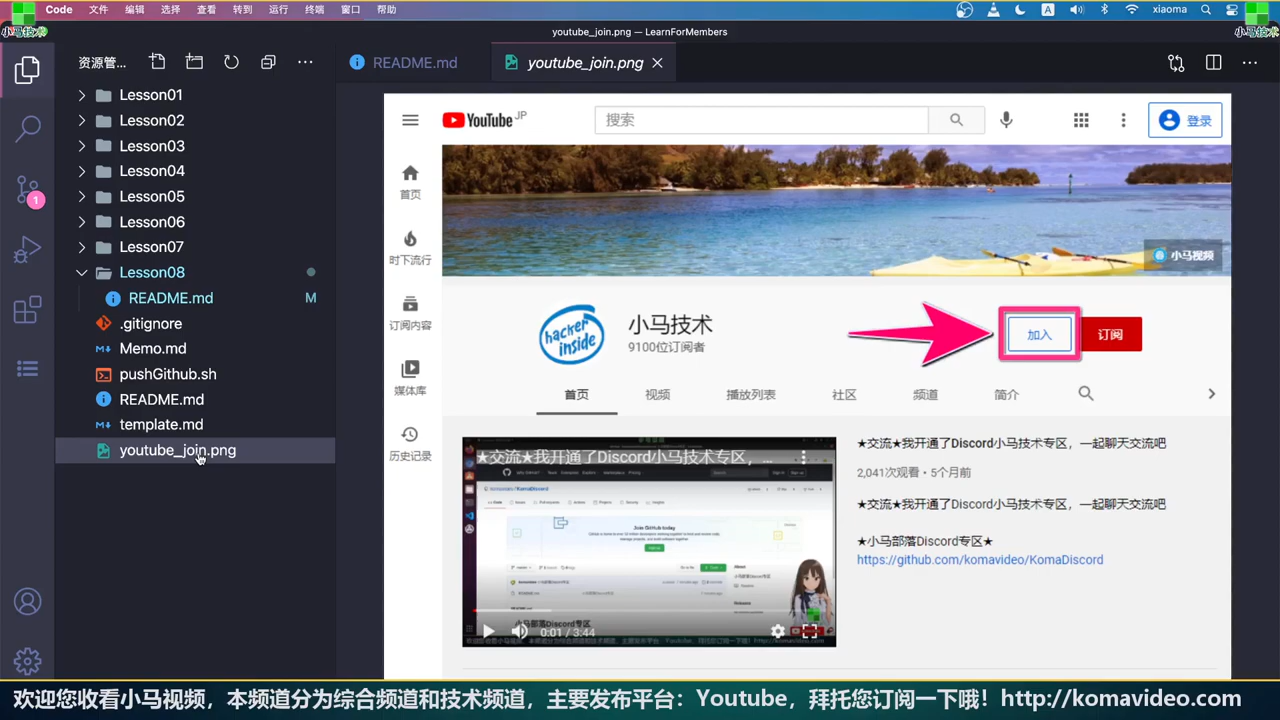 Code 文件 编辑 选择 查看 转到 运行 终端 窗口 帮助 A xiaoma
小马技术 小马技术
youtube_join.png — LearnForMembers
资源管... README.md youtube_join.png
Lesson01
Lesson02
Lesson03
Lesson04
Lesson05
Lesson06
Lesson07
Lesson08
README.md M
.gitignore
Memo.md
pushGithub.sh
README.md
template.md
youtube_join.png
1
YouTube JP 搜索 登录
首页
时下流行
订阅内容
媒体库
历史记录
小马视频
hacker inside
小马技术
9100位订阅者
加入 订阅
首页 视频 播放列表 社区 频道 简介
★交流★我开通了Discord小马技术专区，...
Join GitHub today
小马部落Discord专区
0:01 / 3:44
★交流★我开通了Discord小马技术专区，一起聊天交流吧
2,041次观看 • 5个月前
★交流★我开通了Discord小马技术专区，一起聊天交流吧
★小马部落Discord专区★
https://github.com/komavideo/KomaDiscord
欢迎您收看小马视频，本频道分为综合频道和技术频道，主要发布平台：Youtube，拜托您订阅一下哦！http://komavideo.com